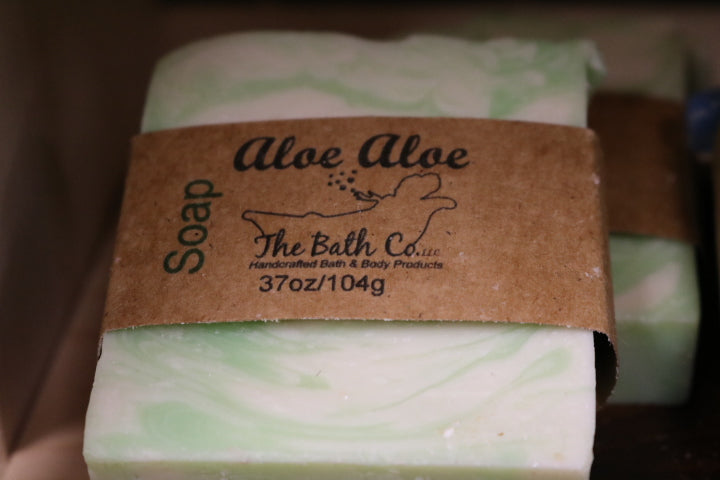 Aloe Aloe
Soap
The Bath Co. LLC
Handcrafted Bath & Body Products
37oz/104g